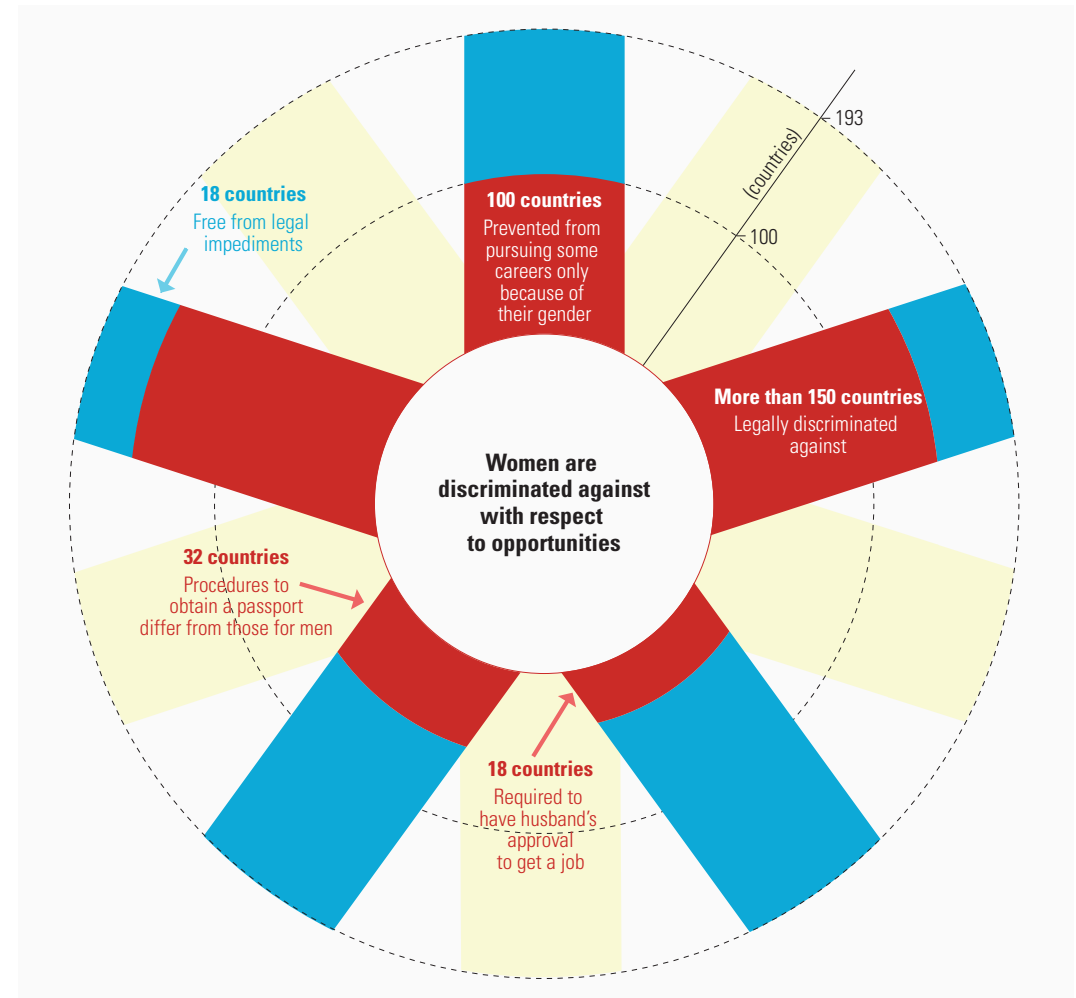 193
(countries)
100
18 countries
Free from legal
impediments
100 countries
Prevented from
pursuing some
careers only
because of
their gender
More than 150 countries
Legally discriminated
against
Women are
discriminated against
with respect
to opportunities
32 countries
Procedures to
obtain a passport
differ from those for men
18 countries
Required to
have husband's
approval
to get a job